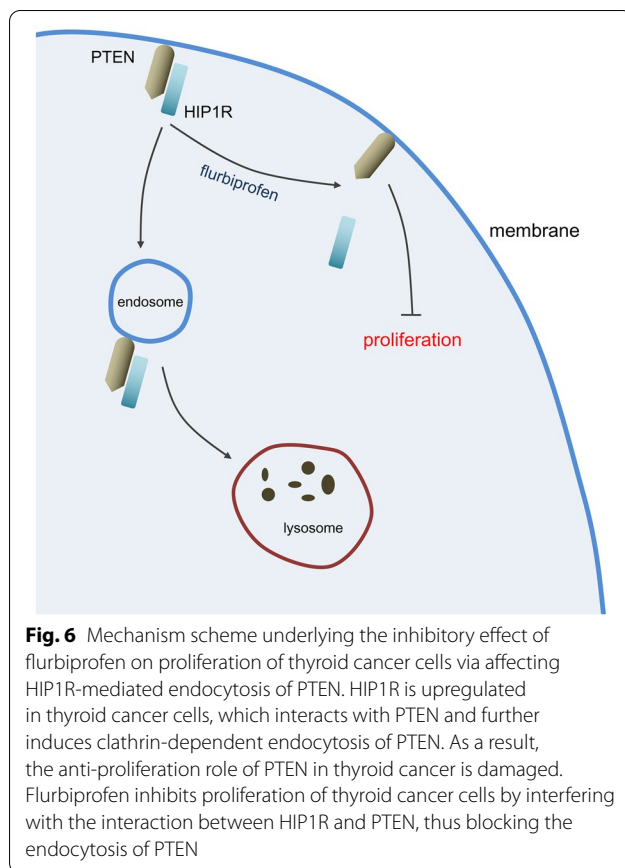 PTEN
HIP1R
flurbiprofen
membrane
endosome
proliferation
lysosome
Fig. 6 Mechanism scheme underlying the inhibitory effect of
flurbiprofen on proliferation of thyroid cancer cells via affecting
HIP1R-mediated endocytosis of PTEN. HIP1R is upregulated
in thyroid cancer cells, which interacts with PTEN and further
induces clathrin-dependent endocytosis of PTEN. As a result,
the anti-proliferation role of PTEN in thyroid cancer is damaged.
Flurbiprofen inhibits proliferation of thyroid cancer cells by interfering
with the interaction between HIP1R and PTEN, thus blocking the
endocytosis of PTEN